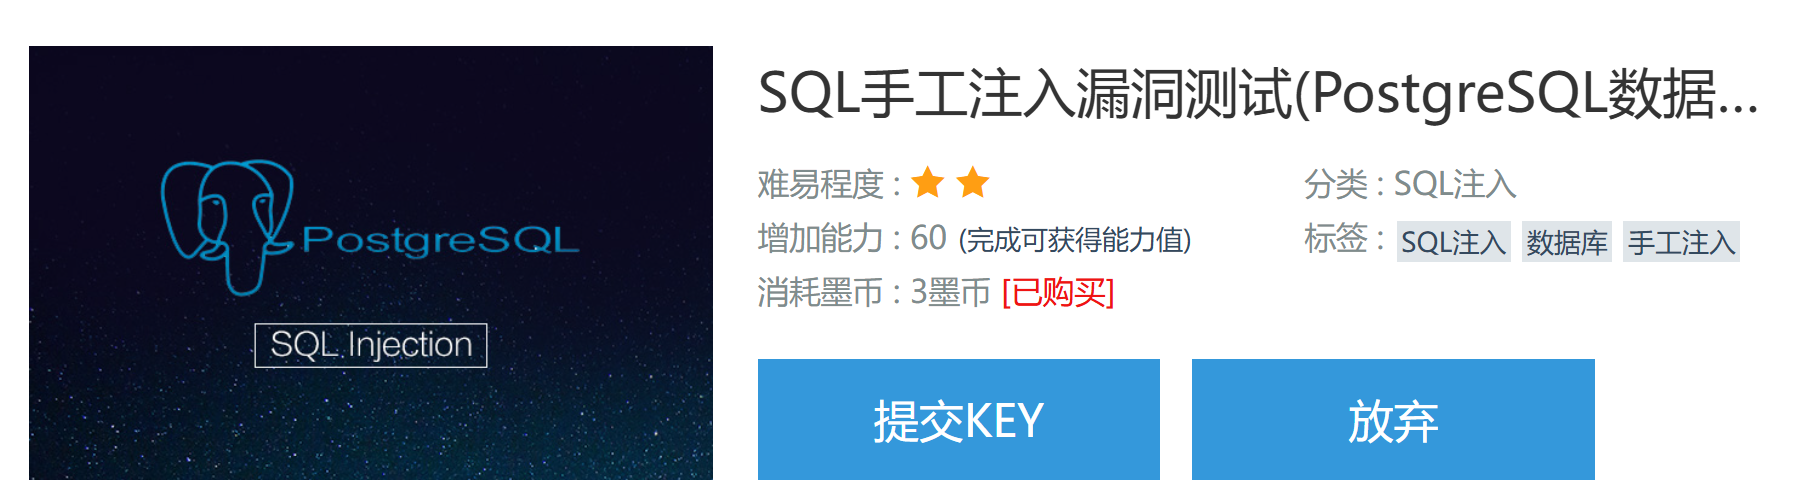 PostgreSQL
SQL Injection
SQL手工注入漏洞测试(PostgreSQL数据...
难易程度 :
分类 : SQL注入
增加能力 : 60 (完成可获得能力值)
标签 : SQL注入 数据库 手工注入
消耗墨币 : 3墨币 [已购买]
提交KEY
放弃